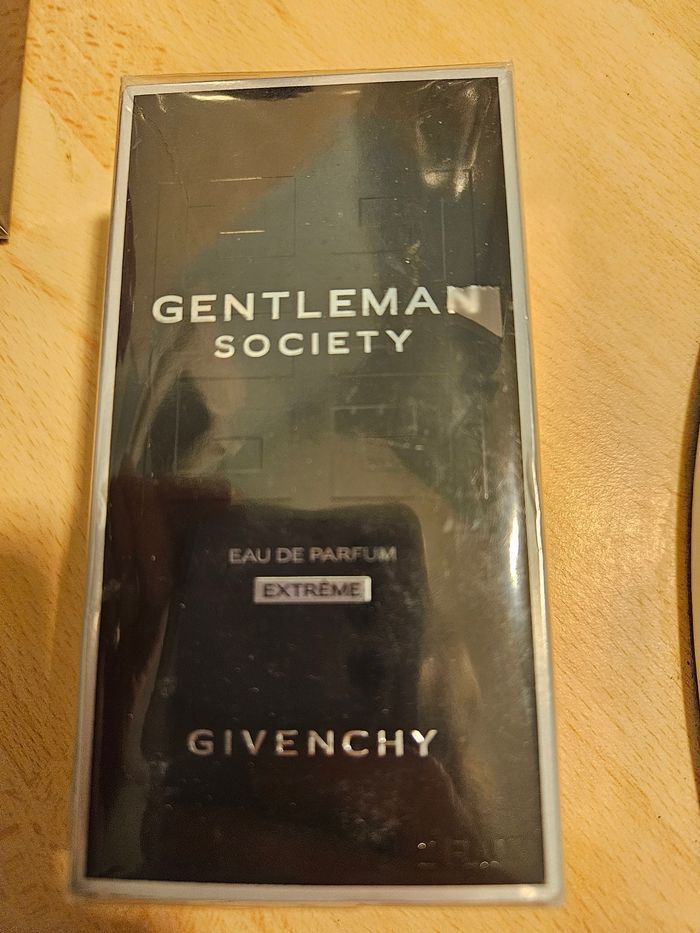 GENTLEMAN
SOCIETY
EAU DE PARFUM
EXTRÊME
GIVENCHY